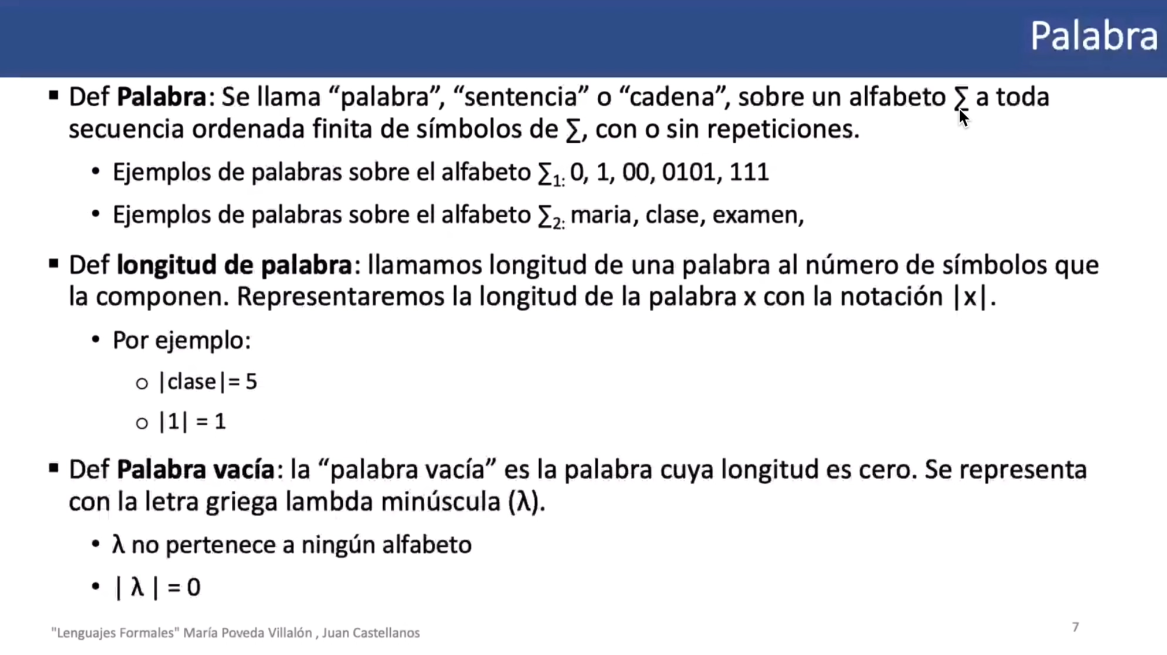 Palabra
▪ Def Palabra: Se llama “palabra”, “sentencia” o “cadena”, sobre un alfabeto ∑ a toda
secuencia ordenada finita de símbolos de ∑, con o sin repeticiones.
• Ejemplos de palabras sobre el alfabeto ∑₁: 0, 1, 00, 0101, 111
• Ejemplos de palabras sobre el alfabeto ∑₂: maria, clase, examen,
▪ Def longitud de palabra: llamamos longitud de una palabra al número de símbolos que
la componen. Representaremos la longitud de la palabra x con la notación |x|.
• Por ejemplo:
o |clase|= 5
o |1| = 1
▪ Def Palabra vacía: la “palabra vacía” es la palabra cuya longitud es cero. Se representa
con la letra griega lambda minúscula (λ).
• λ no pertenece a ningún alfabeto
• | λ | = 0
"Lenguajes Formales" María Poveda Villalón , Juan Castellanos
7